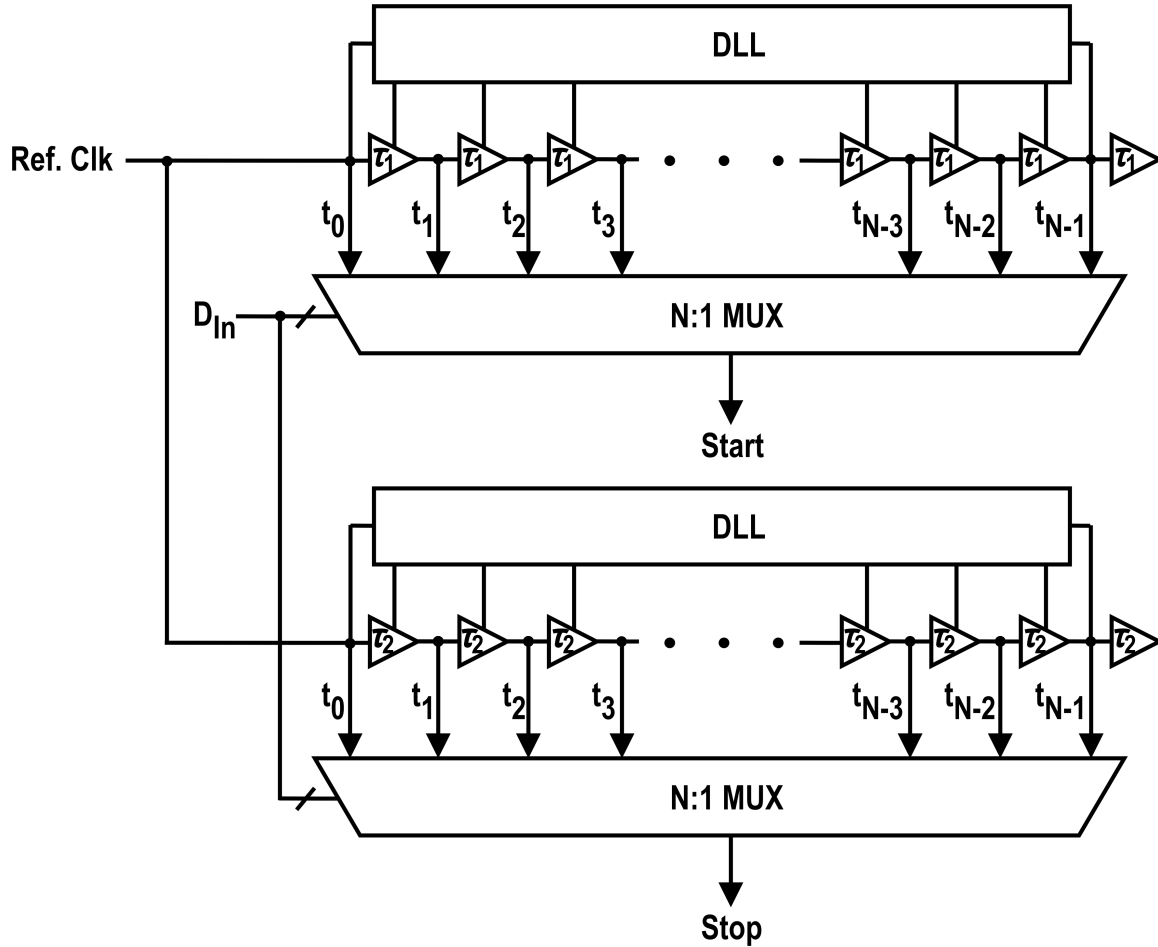 DLL
Ref. Clk
τ1 τ1 τ1 τ1 τ1 τ1 τ1
t0 t1 t2 t3 tN-3 tN-2 tN-1
DIn
N:1 MUX
Start
DLL
τ2 τ2 τ2 τ2 τ2 τ2 τ2
t0 t1 t2 t3 tN-3 tN-2 tN-1
N:1 MUX
Stop